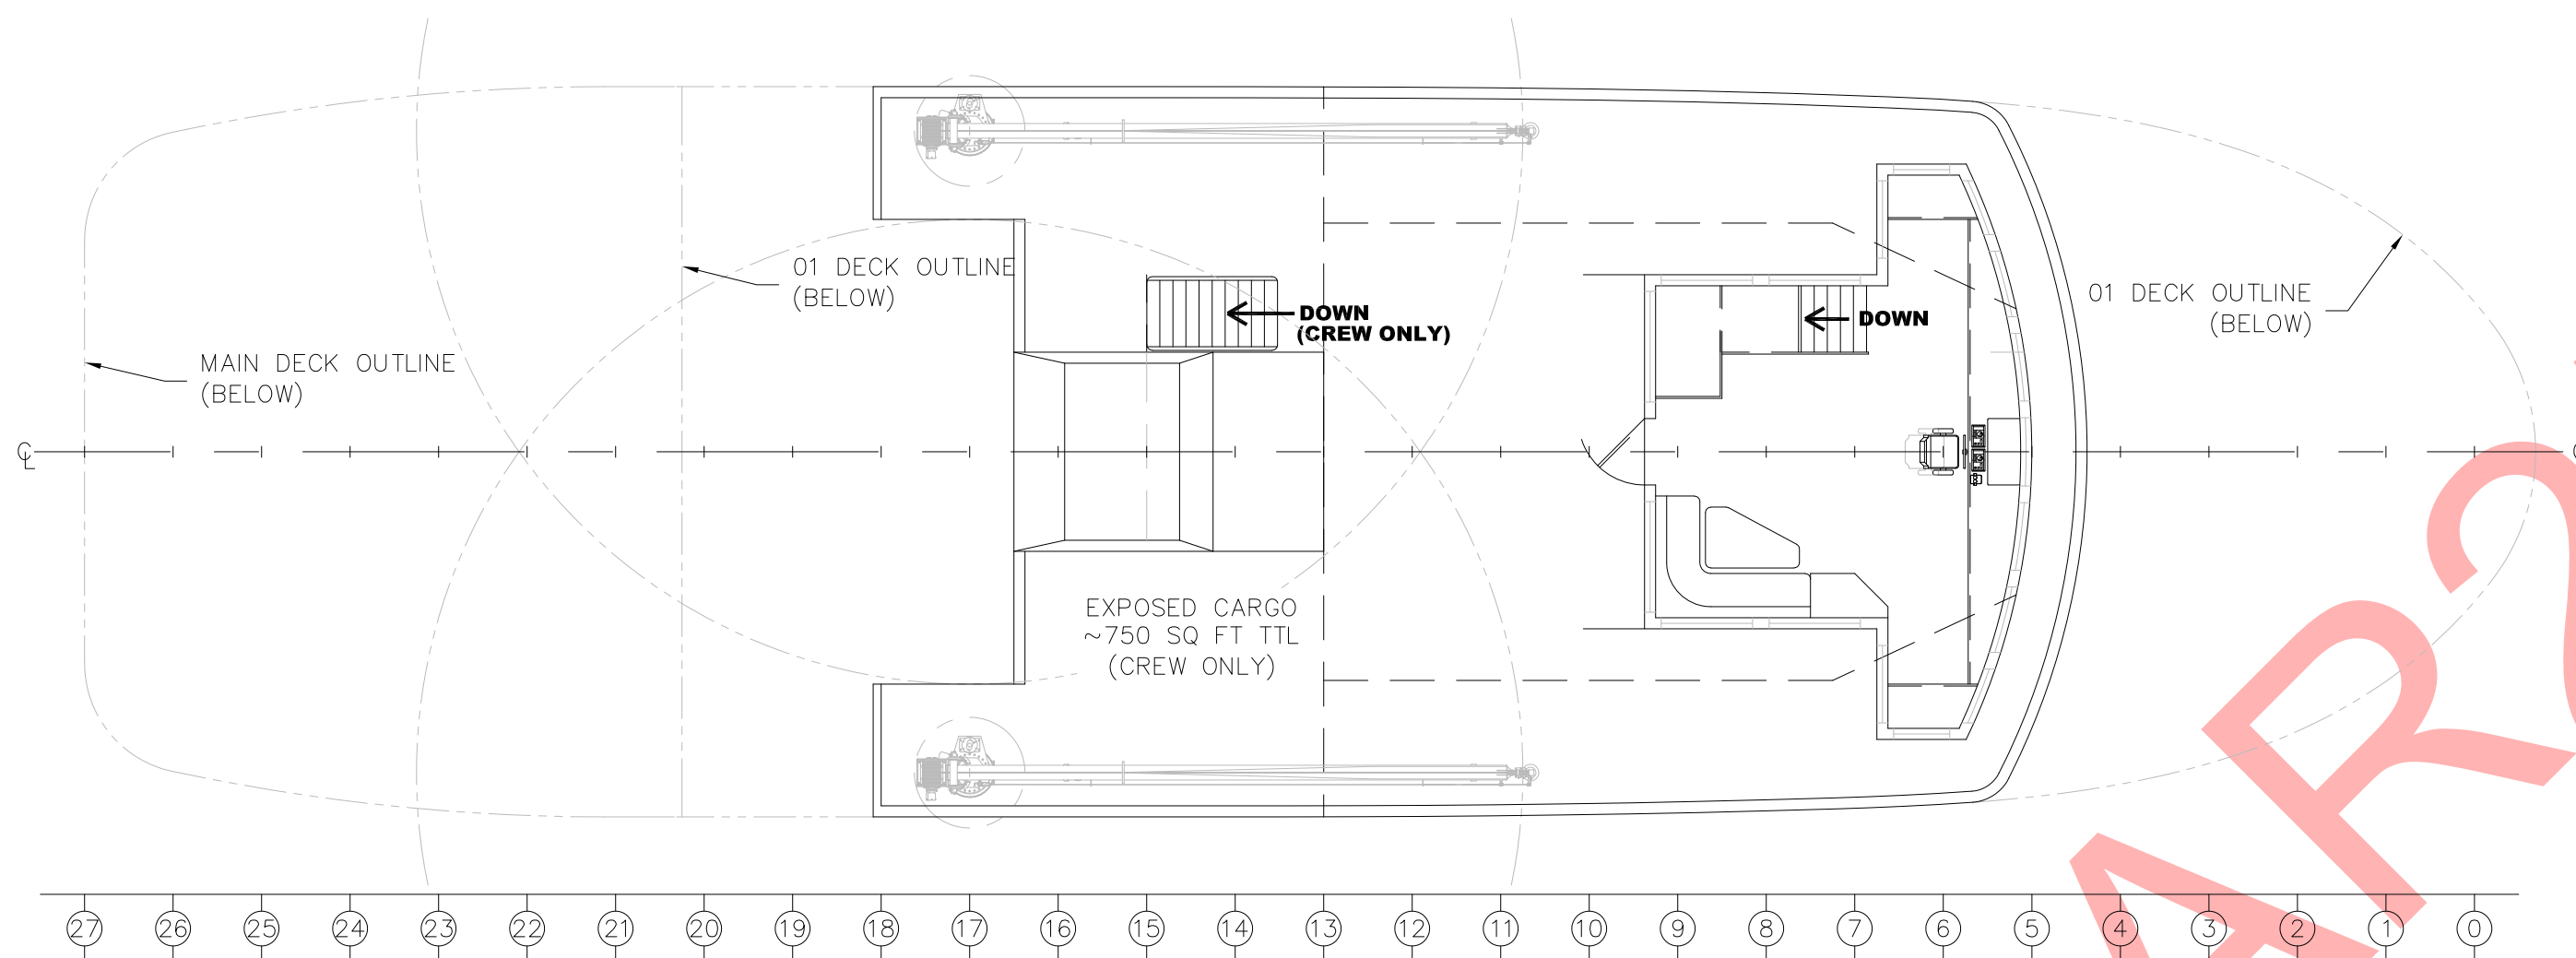 01 DECK OUTLINE
(BELOW)
MAIN DECK OUTLINE
(BELOW)
DOWN
(CREW ONLY)
DOWN
01 DECK OUTLINE
(BELOW)
EXPOSED CARGO
~750 SQ FT TTL
(CREW ONLY)
27 26 25 24 23 22 21 20 19 18 17 16 15 14 13 12 11 10 9 8 7 6 5 4 3 2 1 0